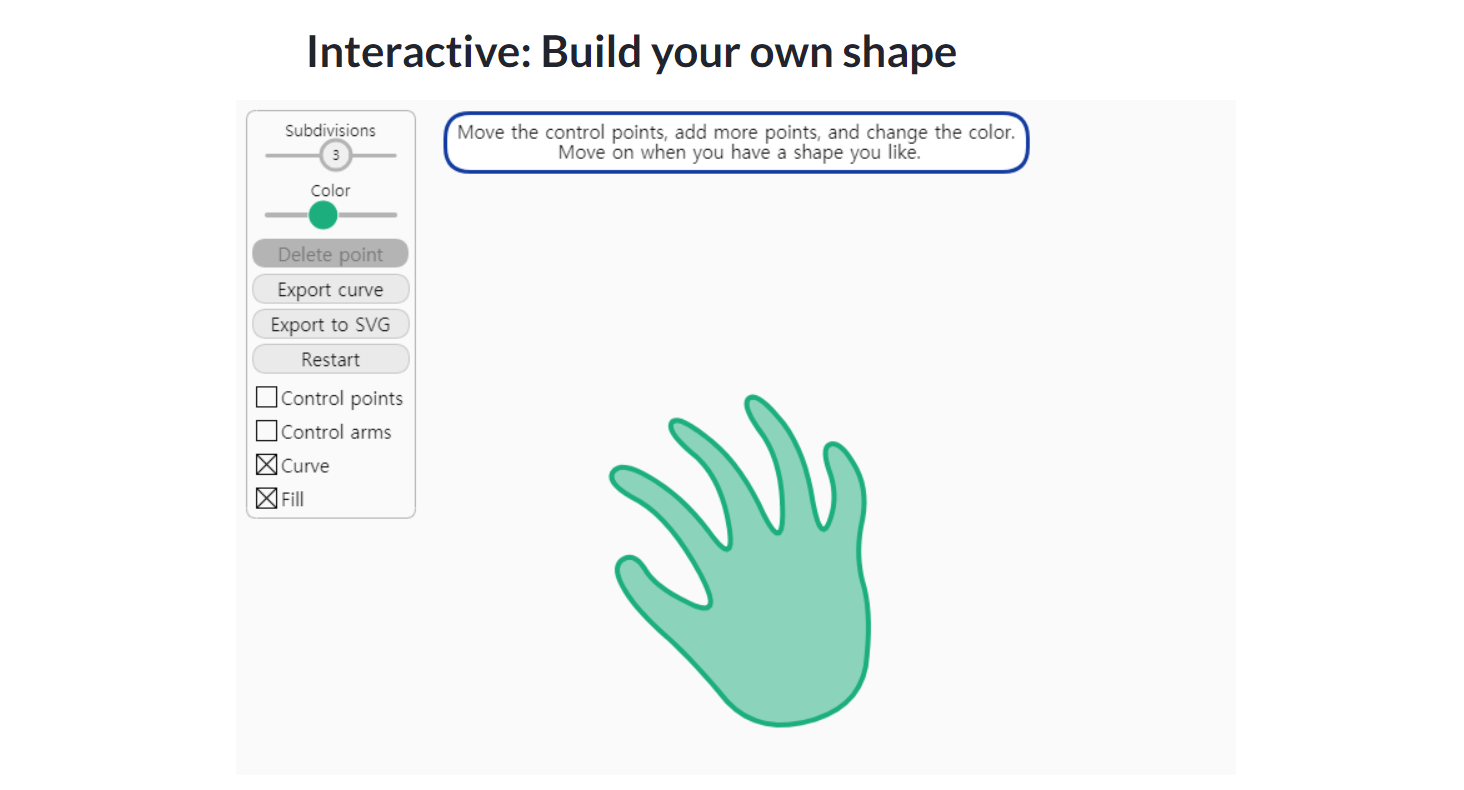 Interactive: Build your own shape
Subdivisions
3
Color
Delete point
Export curve
Export to SVG
Restart
Control points
Control arms
Curve
Fill
Move the control points, add more points, and change the color.
Move on when you have a shape you like.